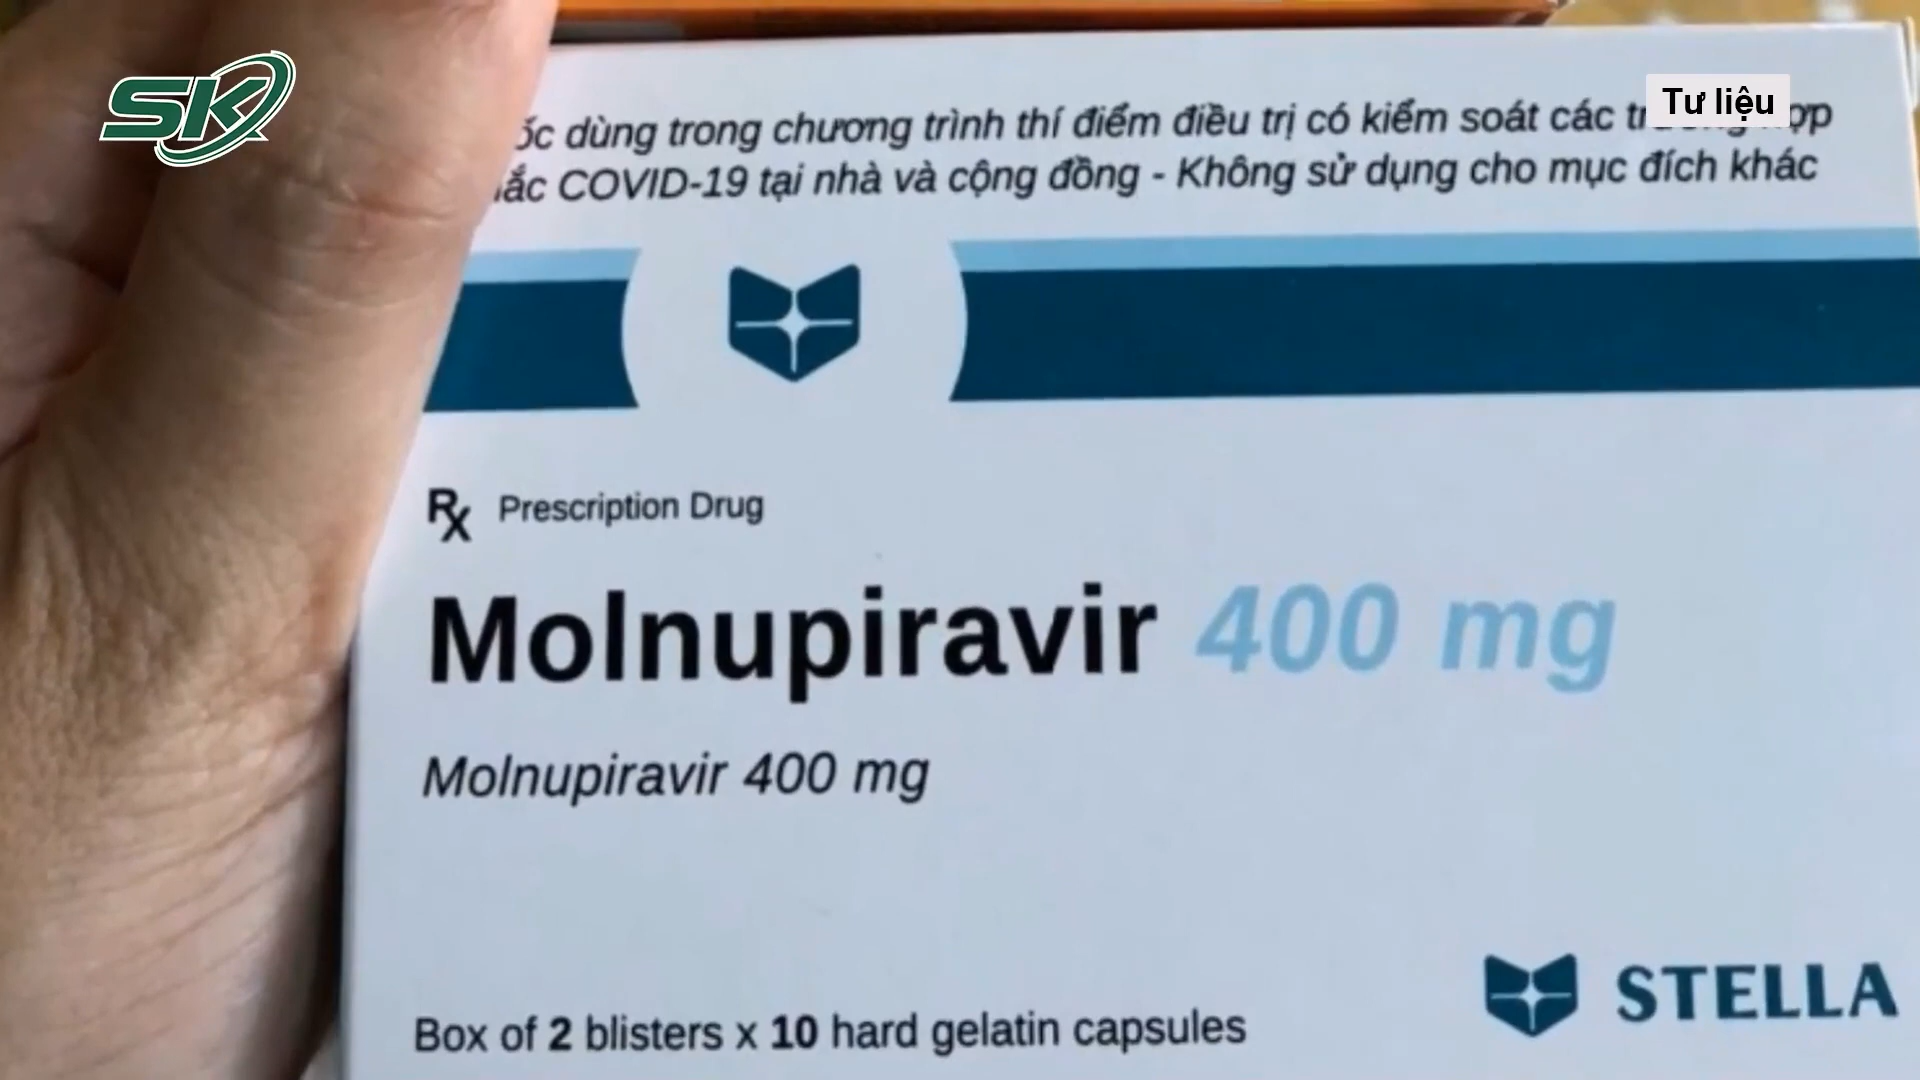 SK
Tư liệu
dùng trong chương trình thí điểm điều trị có kiểm soát các
COVID-19 tại nhà và cộng đồng - Không sử dụng cho mục đích khác
Rx Prescription Drug
Molnupiravir 400 mg
Molnupiravir 400 mg
STELLA
Box of 2 blisters x 10 hard gelatin capsules